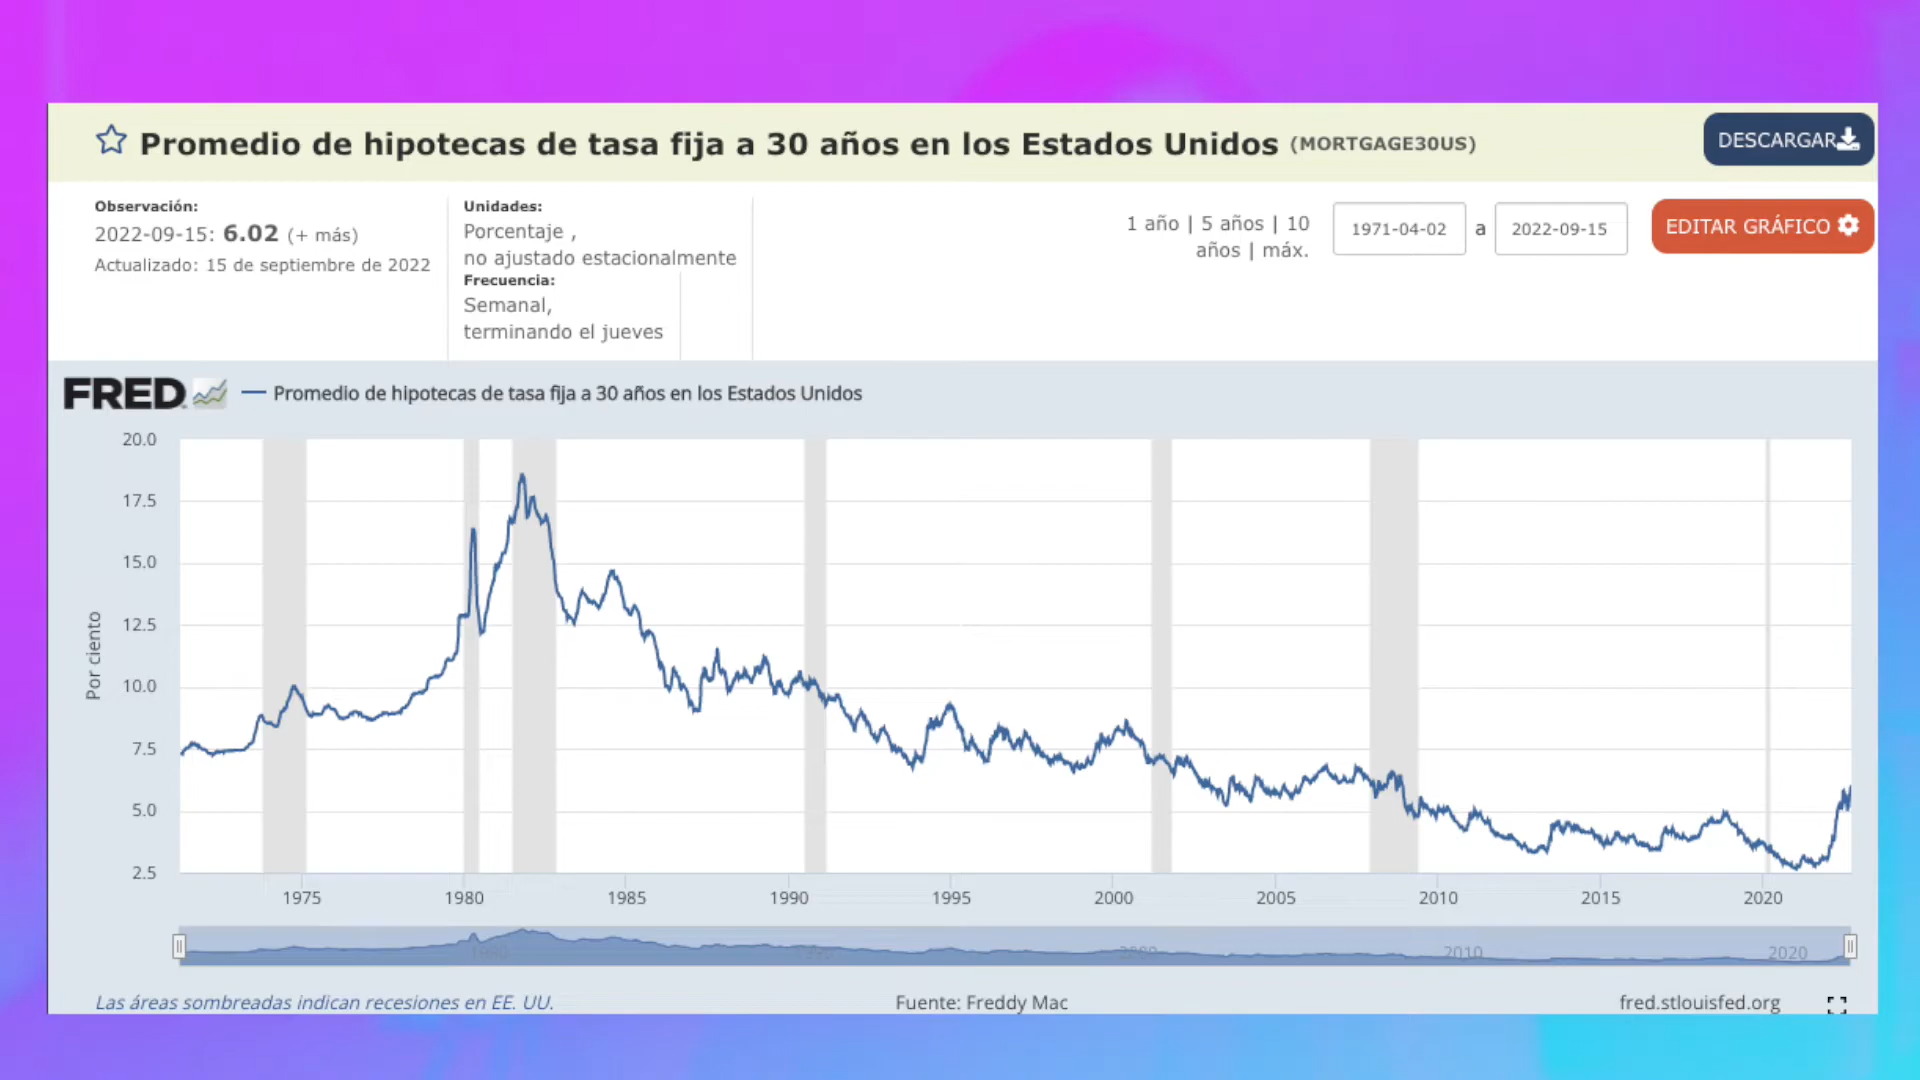 Promedio de hipotecas de tasa fija a 30 años en los Estados Unidos (MORTGAGE30US)
DESCARGAR
Observación:
2022-09-15: 6.02 (+ más)
Actualizado: 15 de septiembre de 2022
Unidades:
Porcentaje ,
no ajustado estacionalmente
Frecuencia:
Semanal,
terminando el jueves
1 año | 5 años | 10
años | máx.
1971-04-02 a 2022-09-15
EDITAR GRÁFICO
FRED
Promedio de hipotecas de tasa fija a 30 años en los Estados Unidos
20.0
17.5
15.0
12.5
10.0
7.5
5.0
2.5
Por ciento
1975 1980 1985 1990 1995 2000 2005 2010 2015 2020
1980 2000 2010 2020
Las áreas sombreadas indican recesiones en EE. UU.
Fuente: Freddy Mac
fred.stlouisfed.org